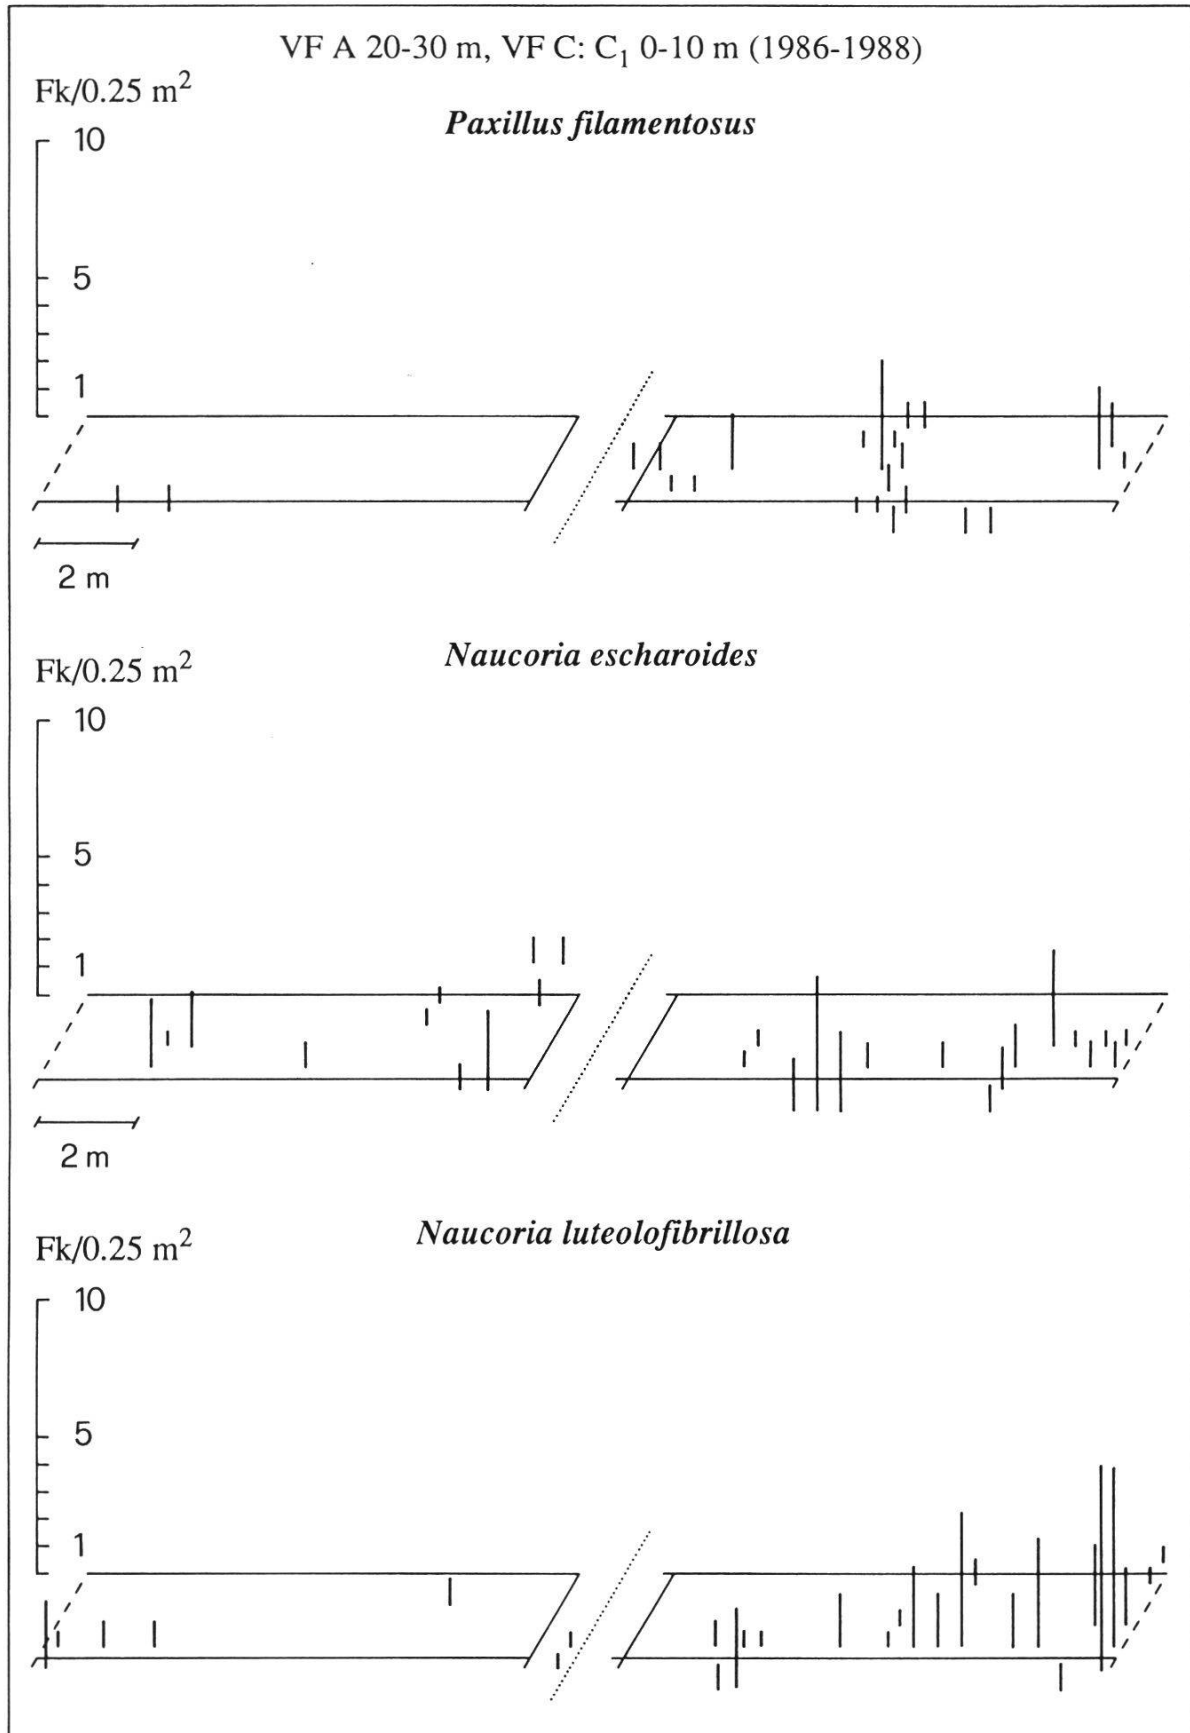 VF A 20-30 m, VF C: C₁ 0-10 m (1986-1988)
Fk/0.25 m²
Paxillus filamentosus
10
5
1
2 m
Naucoria escharoides
Fk/0.25 m²
10
5
1
2 m
Naucoria luteolofibrillosa
Fk/0.25 m²
10
5
1